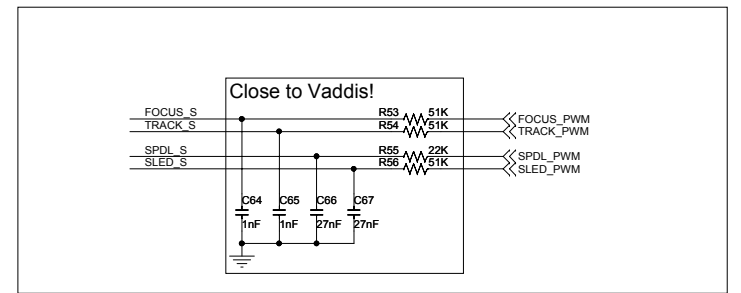 Close to Vaddis!
FOCUS_S R53 51K FOCUS_PWM
TRACK_S R54 51K TRACK_PWM
SPDL_S R55 22K SPDL_PWM
SLED_S R56 51K SLED_PWM
C64 C65 C66 C67
1nF 1nF 27nF 27nF